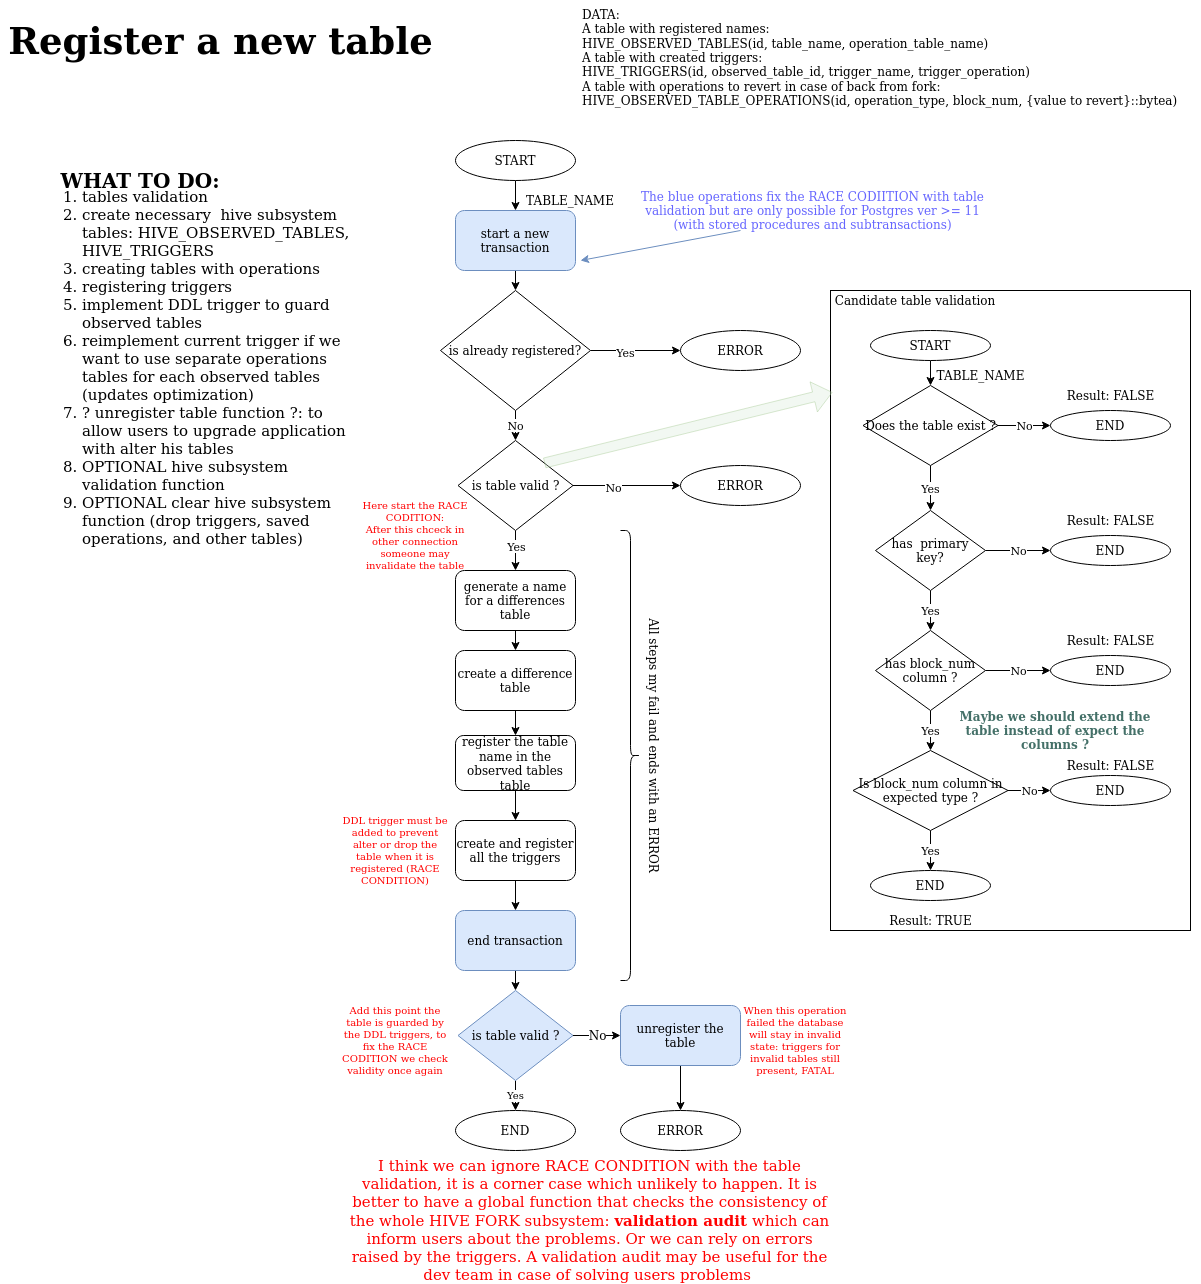 Register a new table
DATA:
A table with registered names:
HIVE_OBSERVED_TABLES(id, table_name, operation_table_name)
A table with created triggers:
HIVE_TRIGGERS(id, observed_table_id, trigger_name, trigger_operation)
A table with operations to revert in case of back from fork:
HIVE_OBSERVED_TABLE_OPERATIONS(id, operation_type, block_num, {value to revert}::bytea)
WHAT TO DO:
1. tables validation
2. create necessary  hive subsystem
tables: HIVE_OBSERVED_TABLES,
HIVE_TRIGGERS
3. creating tables with operations
4. registering triggers
5. implement DDL trigger to guard
observed tables
6. reimplement current trigger if we
want to use separate operations
tables for each observed tables
(updates optimization)
7. ? unregister table function ?: to
allow users to upgrade application
with alter his tables
8. OPTIONAL hive subsystem
validation function
9. OPTIONAL clear hive subsystem
function (drop triggers, saved
operations, and other tables)
START
TABLE_NAME
start a new
transaction
The blue operations fix the RACE CODIITION with table
validation but are only possible for Postgres ver >= 11
(with stored procedures and subtransactions)
is already registered?
Yes
ERROR
No
is table valid ?
No
ERROR
Here start the RACE
CODITION:
After this chceck in
other connection
someone may
invalidate the table
Yes
generate a name
for a differences
table
create a difference
table
register the table
name in the
observed tables
table
DDL trigger must be
added to prevent
alter or drop the
table when it is
registered (RACE
CONDITION)
create and register
all the triggers
end transaction
All steps my fail and ends with an ERROR
Add this point the
table is guarded by
the DDL triggers, to
fix the RACE
CODITION we check
validity once again
is table valid ?
No
unregister the
table
When this operation
failed the database
will stay in invalid
state: triggers for
invalid tables still
present, FATAL
Yes
END
ERROR
I think we can ignore RACE CONDITION with the table
validation, it is a corner case which unlikely to happen. It is
better to have a global function that checks the consistency of
the whole HIVE FORK subsystem: validation audit which can
inform users about the problems. Or we can rely on errors
raised by the triggers. A validation audit may be useful for the
dev team in case of solving users problems
Candidate table validation
START
TABLE_NAME
Does the table exist ?
No
Result: FALSE
END
Yes
has  primary
key?
No
Result: FALSE
END
Yes
has block_num
column ?
No
Result: FALSE
END
Yes
Maybe we should extend the
table instead of expect the
columns ?
Is block_num column in
expected type ?
No
Result: FALSE
END
Yes
END
Result: TRUE